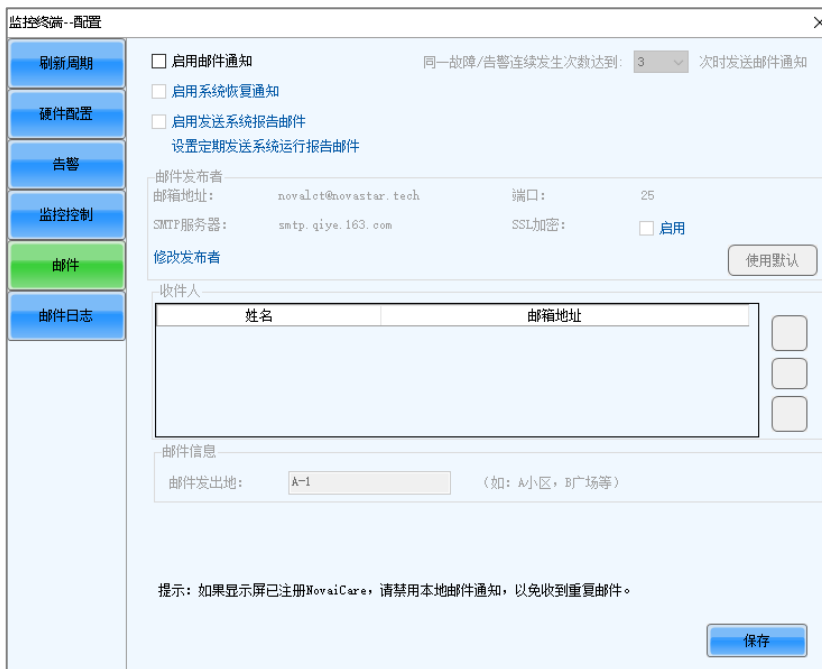 监控终端--配置
刷新周期
硬件配置
告警
监控控制
邮件
邮件日志
启用邮件通知 同一故障/告警连续发生次数达到: 3 次时发送邮件通知
启用系统恢复通知
启用发送系统报告邮件
设置定期发送系统运行报告邮件
邮件发布者
邮箱地址: novalct@novastar.tech 端口: 25
SMTP服务器: smtp.qiye.163.com SSL加密: 启用
修改发布者 使用默认
收件人
姓名 邮箱地址
邮件信息
邮件发出地: A-1 (如: A小区, B广场等)
提示: 如果显示屏已注册NovaiCare, 请禁用本地邮件通知, 以免收到重复邮件。
保存